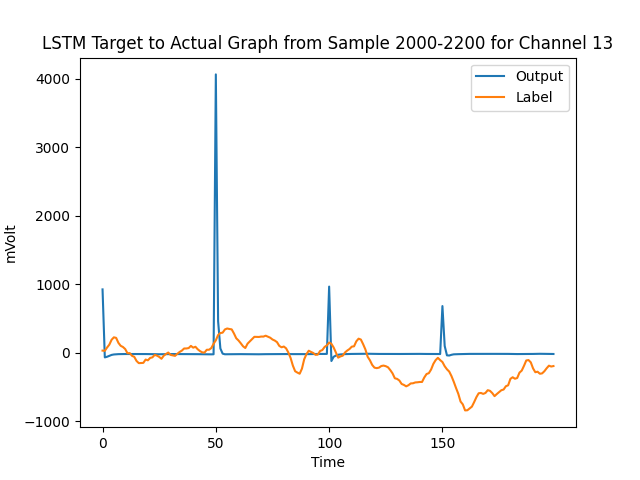 LSTM Target to Actual Graph from Sample 2000-2200 for Channel 13
Output
Label
4000
3000
2000
1000
0
−1000
mVolt
0
50
100
150
Time